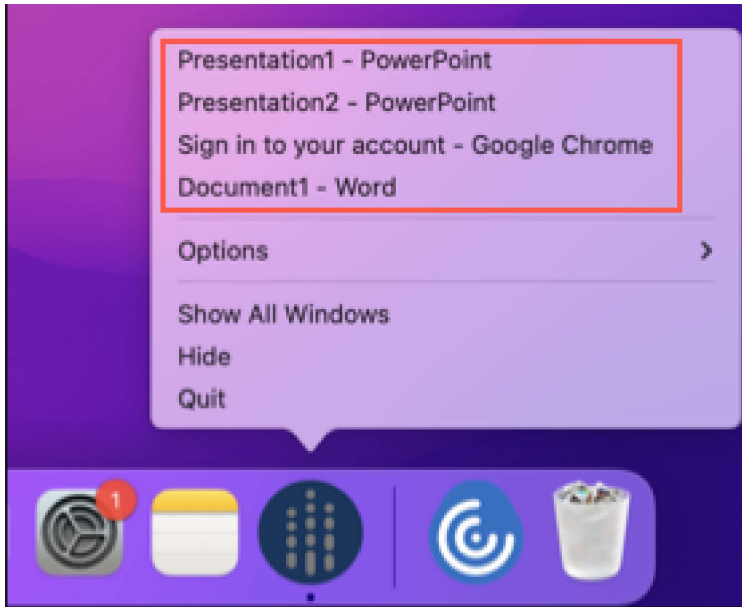 Presentation1 - PowerPoint
Presentation2 - PowerPoint
Sign in to your account - Google Chrome
Document1 - Word
Options
Show All Windows
Hide
Quit
1